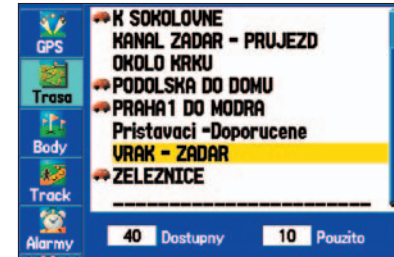 GPS
Trasa
Body
Track
Alarmy
K SOKOLOVNE
KANAL ZADAR - PRUJEZD
OKOLO KRKU
PODOLSKA DO DOMU
PRAHA1 DO MODRA
Pristavaci -Doporucene
VRAK - ZADAR
ZELEZNICE
40 Dostupny 10 Pouzito